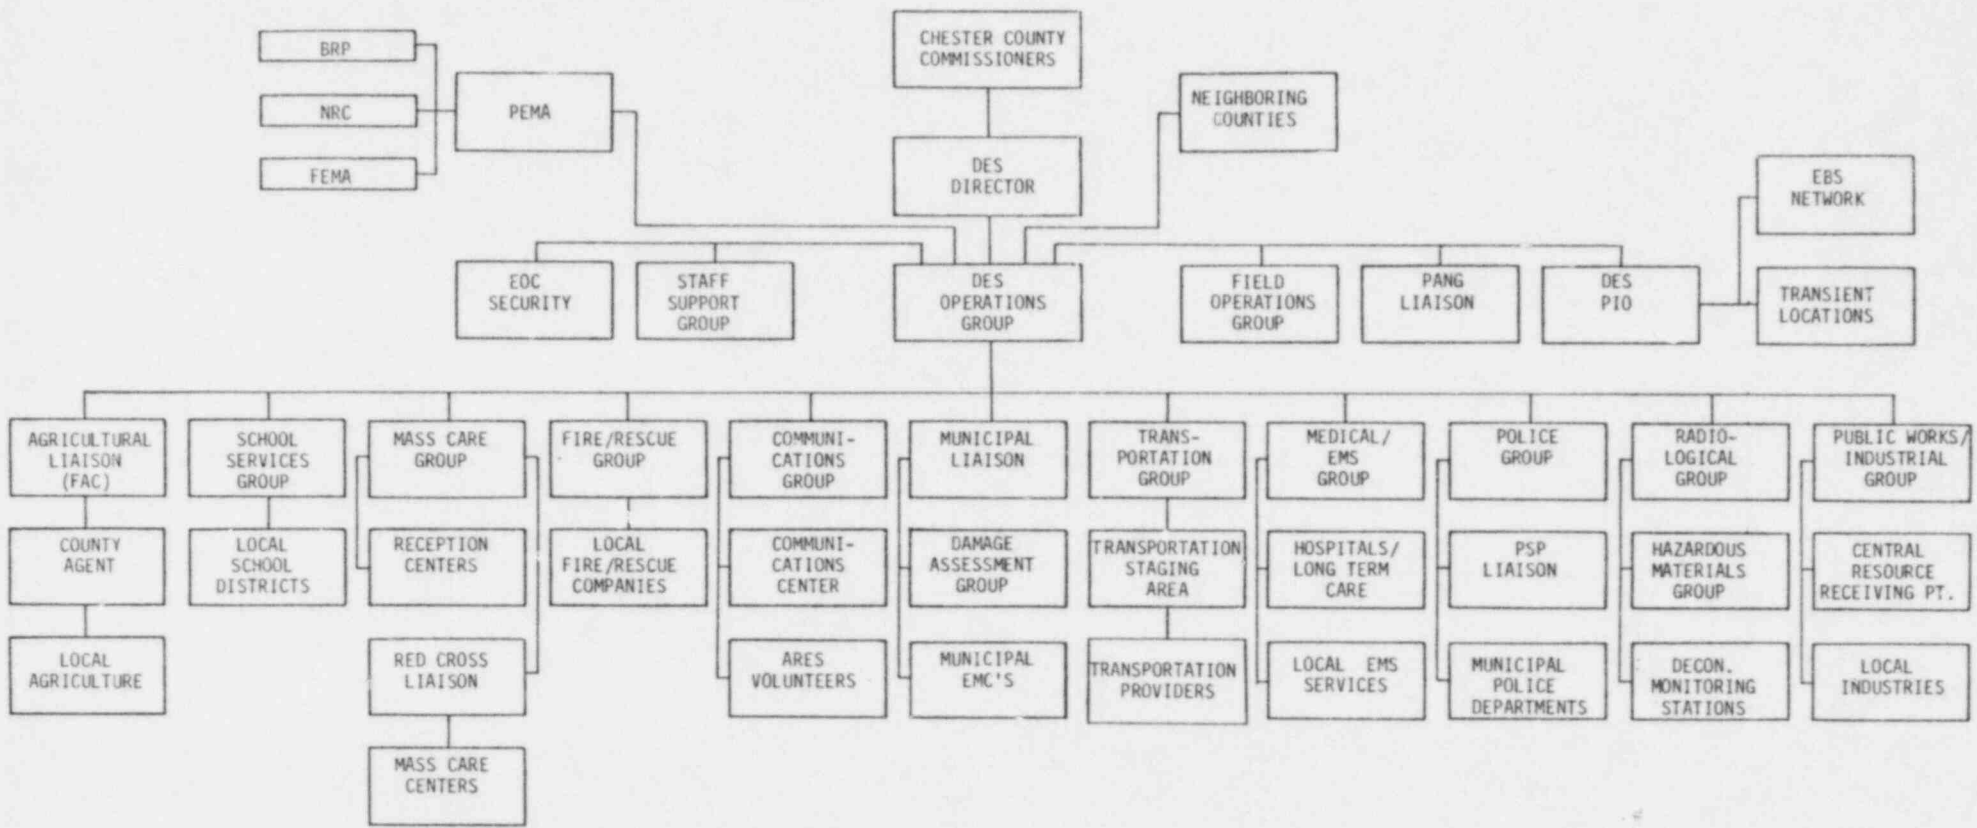 BRP
NRC
FEMA
PEMA
CHESTER COUNTY
COMMISSIONERS
DES
DIRECTOR
NEIGHBORING
COUNTIES
EBS
NETWORK
EOC
SECURITY
STAFF
SUPPORT
GROUP
DES
OPERATIONS
GROUP
FIELD
OPERATIONS
GROUP
PANG
LIAISON
DES
PIO
TRANSIENT
LOCATIONS
AGRICULTURAL
LIAISON
(FAC)
SCHOOL
SERVICES
GROUP
MASS CARE
GROUP
FIRE/RESCUE
GROUP
COMMUNI-
CATIONS
GROUP
MUNICIPAL
LIAISON
TRANS-
PORTATION
GROUP
MEDICAL/
EMS
GROUP
POLICE
GROUP
RADIO-
LOGICAL
GROUP
PUBLIC WORKS/
INDUSTRIAL
GROUP
COUNTY
AGENT
LOCAL
SCHOOL
DISTRICTS
RECEPTION
CENTERS
LOCAL
FIRE/RESCUE
COMPANIES
COMMUNI-
CATIONS
CENTER
DAMAGE
ASSESSMENT
GROUP
TRANSPORTATION
STAGING
AREA
HOSPITALS/
LONG TERM
CARE
PSP
LIAISON
HAZARDOUS
MATERIALS
GROUP
CENTRAL
RESOURCE
RECEIVING PT.
LOCAL
AGRICULTURE
RED CROSS
LIAISON
ARES
VOLUNTEERS
MUNICIPAL
EMC'S
TRANSPORTATION
PROVIDERS
LOCAL EMS
SERVICES
MUNICIPAL
POLICE
DEPARTMENTS
DECON.
MONITORING
STATIONS
LOCAL
INDUSTRIES
MASS CARE
CENTERS